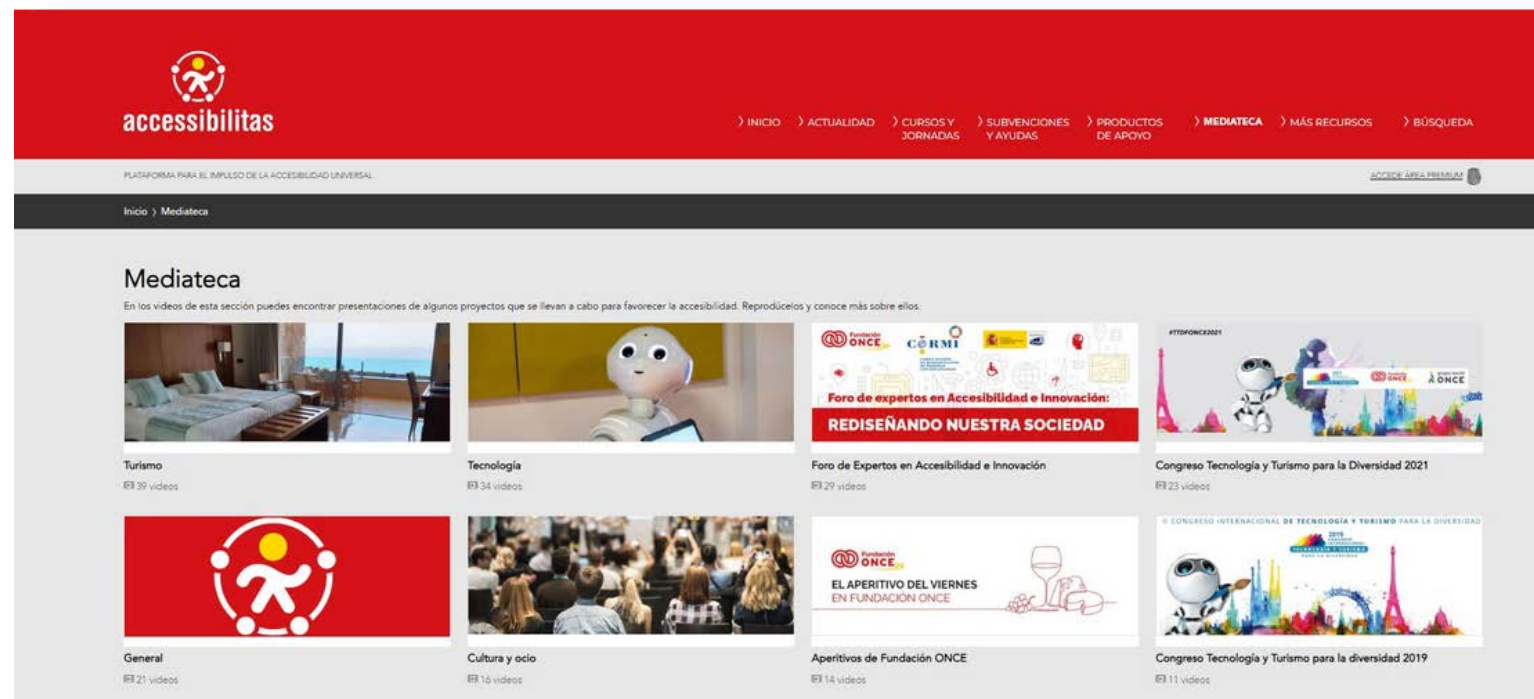 accessibilitas
INICIO
ACTUALIDAD
CURSOS Y
JORNADAS
SUBVENCIONES
Y AYUDAS
PRODUCTOS
DE APOYO
MEDIATECA
MÁS RECURSOS
BÚSQUEDA
PLATAFORMA PARA EL IMPULSO DE LA ACCESIBILIDAD UNIVERSAL
ACCEDE ÁREA PREMIUM
Inicio > Mediateca
Mediateca
En los videos de esta sección puedes encontrar presentaciones de algunos proyectos que se llevan a cabo para favorecer la accesibilidad. Reprodúcelos y conoce más sobre ellos.
Fundación
ONCE
CERMI
Foro de expertos en Accesibilidad e Innovación:
REDISEÑANDO NUESTRA SOCIEDAD
#TTDFONCE2021
ONCE
ONCE
Turismo
39 videos
Tecnología
34 videos
Foro de Expertos en Accesibilidad e Innovación
29 videos
Congreso Tecnología y Turismo para la Diversidad 2021
23 videos
Fundación
ONCE
EL APERITIVO DEL VIERNES
EN FUNDACIÓN ONCE
II CONGRESO INTERNACIONAL DE TECNOLOGÍA Y TURISMO PARA LA DIVERSIDAD
2019
General
21 videos
Cultura y ocio
16 videos
Aperitivos de Fundación ONCE
14 videos
Congreso Tecnología y Turismo para la diversidad 2019
11 videos